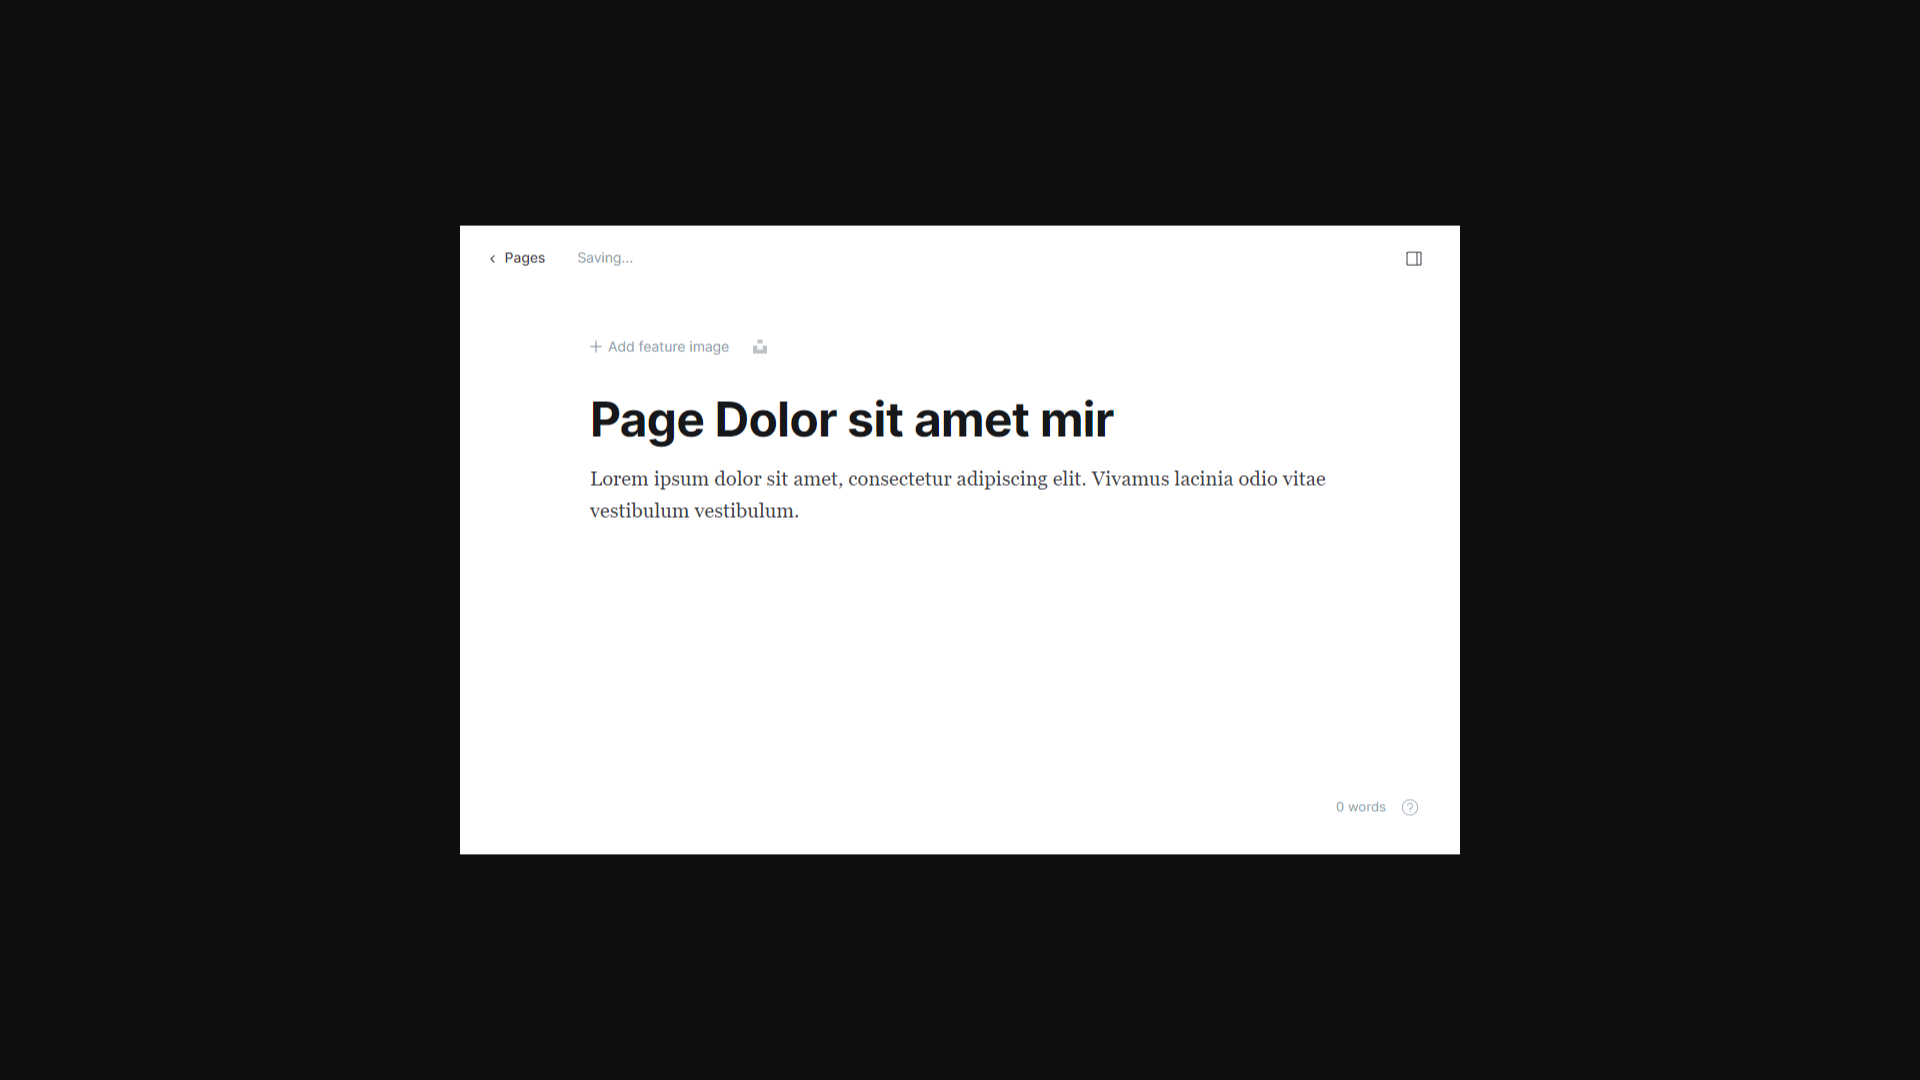 Pages
Saving...
Add feature image
Page Dolor sit amet mir
Lorem ipsum dolor sit amet, consectetur adipiscing elit. Vivamus lacinia odio vitae
vestibulum vestibulum.
0 words